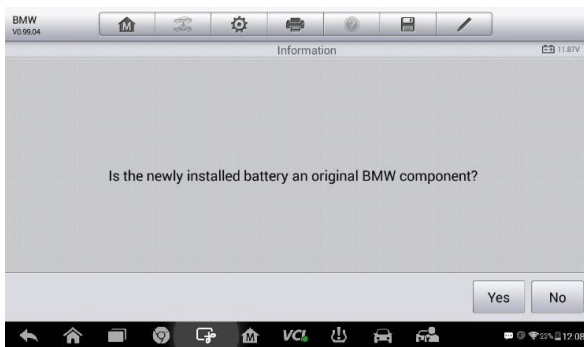 BMW
V0.99.04
M
Information
11.87V
Is the newly installed battery an original BMW component?
Yes
No
M
VCI
22%
12:08